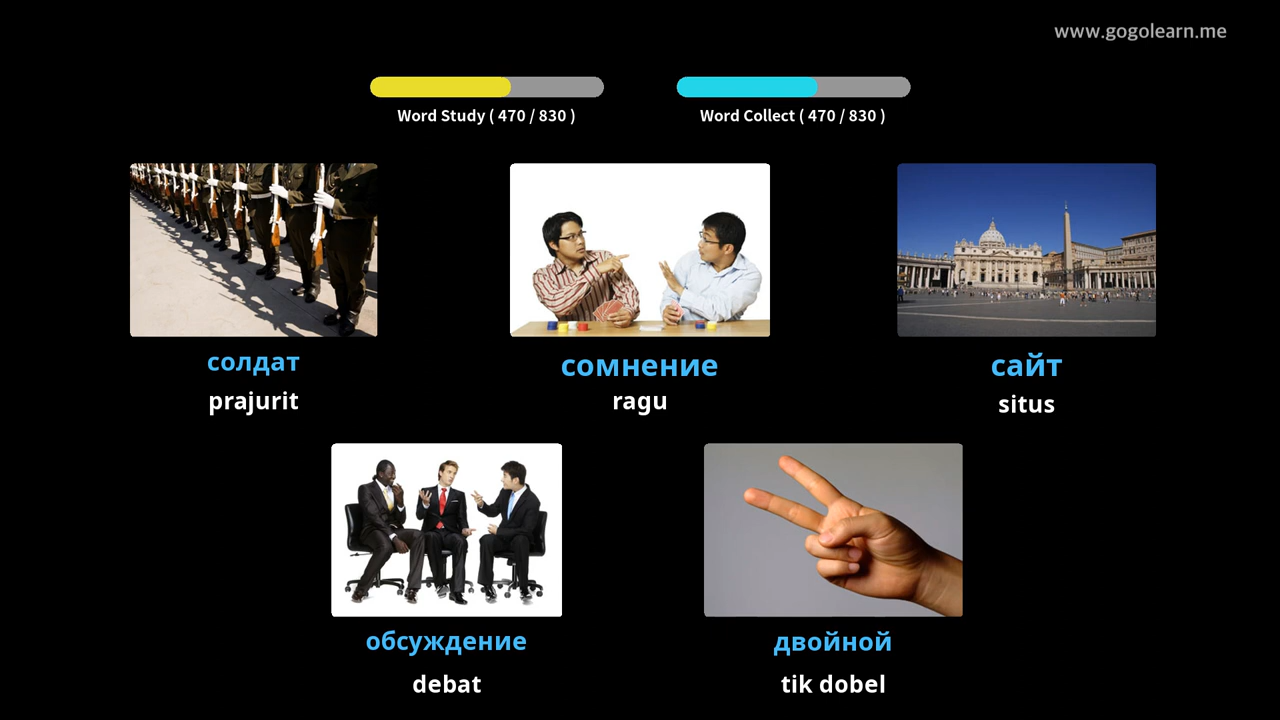 www.gogolearn.me
Word Study ( 470 / 830 )
Word Collect ( 470 / 830 )
солдат
prajurit
сомнение
ragu
сайт
situs
обсуждение
debat
двойной
tik dobel